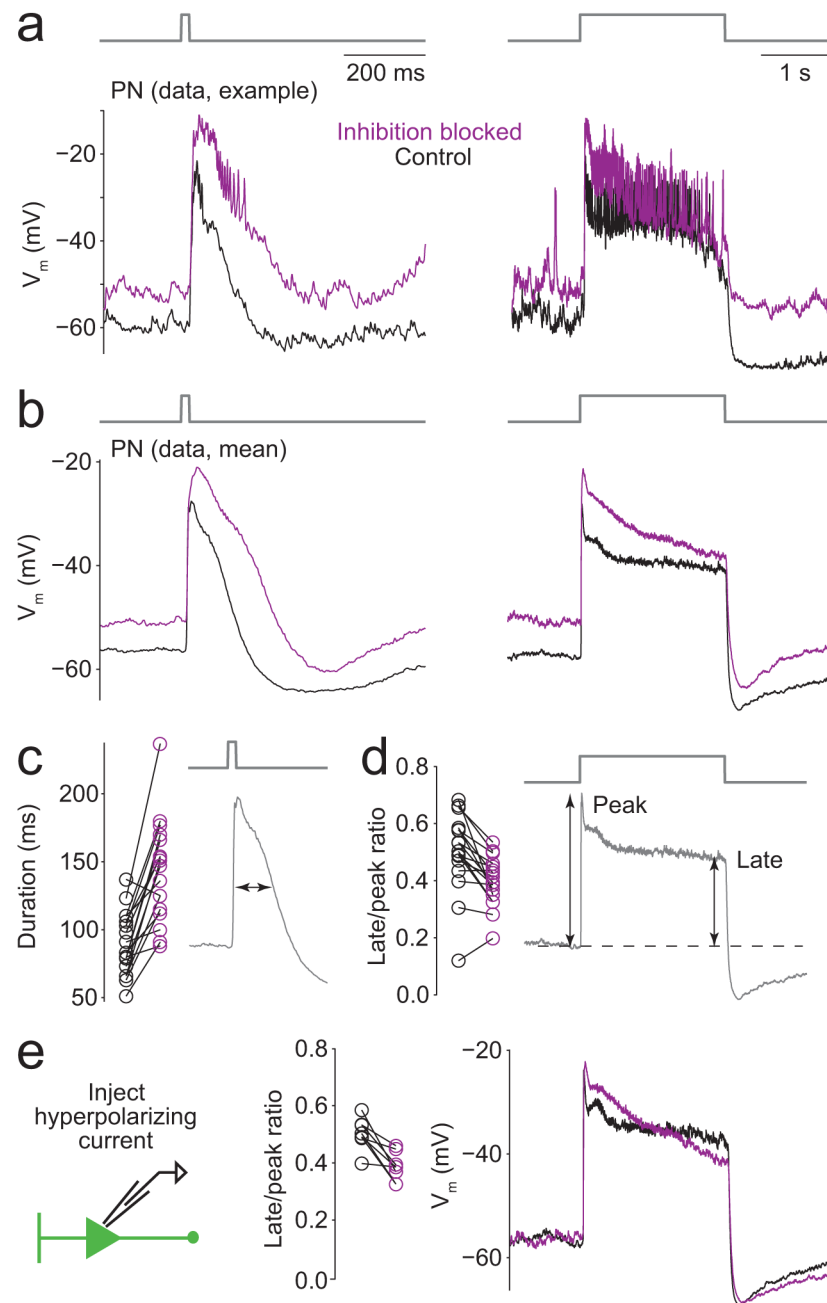 a
200 ms
1 s
PN (data, example)
Inhibition blocked
Control
−20
−40
−60
Vm (mV)
b
PN (data, mean)
−20
−40
−60
Vm (mV)
c
200
150
100
50
Duration (ms)
d
0.8
0.6
0.4
0.2
0.0
Late/peak ratio
Peak
Late
e
Inject
hyperpolarizing
current
0.8
0.6
0.4
0.2
0.0
Late/peak ratio
−20
−40
−60
Vm (mV)